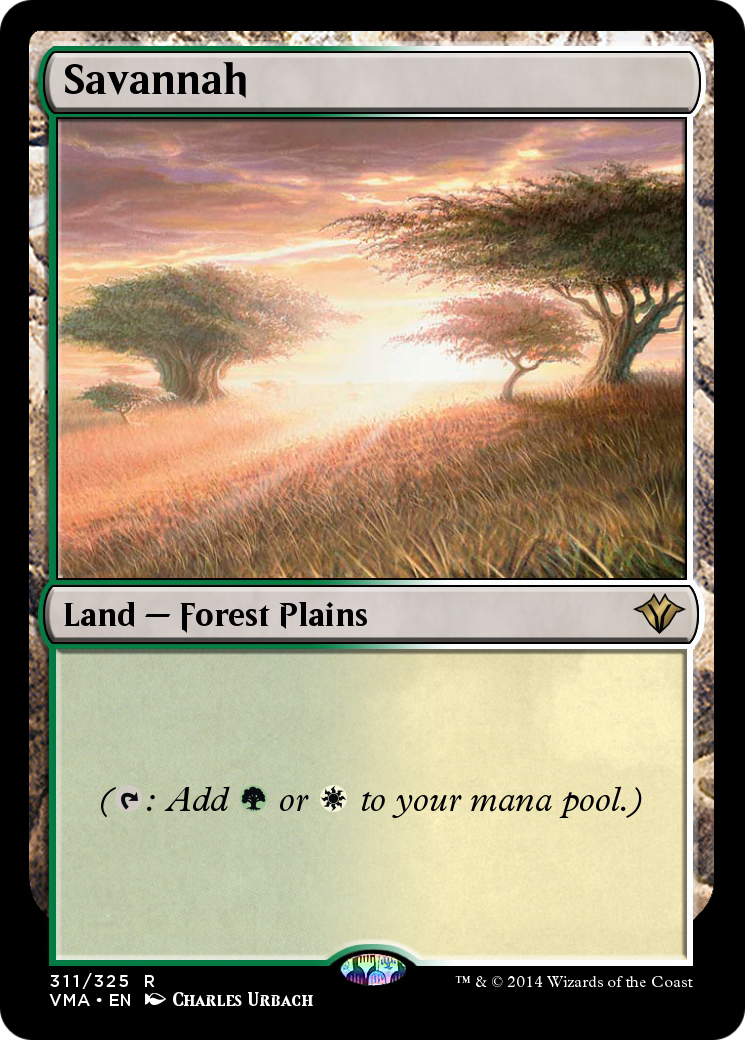 Savannah
Land — Forest Plains
(: Add or to your mana pool.)
311/325 R
VMA • EN Charles Urbach
™ & © 2014 Wizards of the Coast